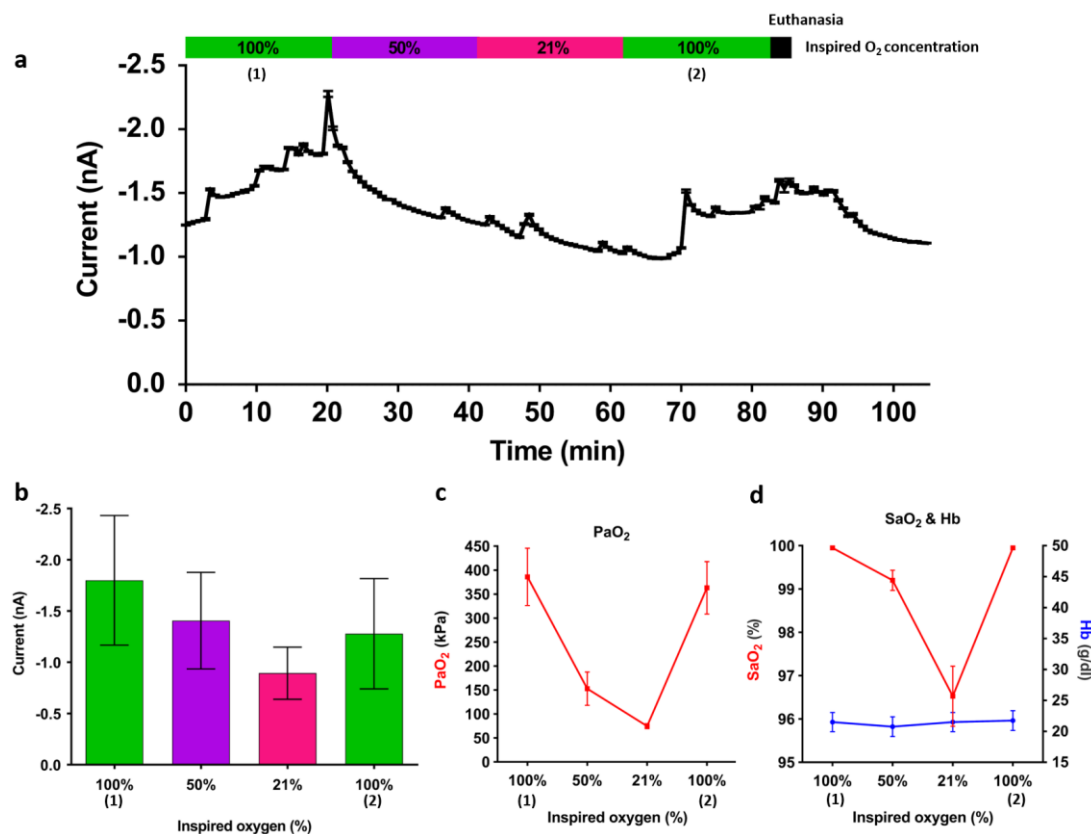 Euthanasia
100% 50% 21% 100% Inspired O₂ concentration
a
(1) (2)
-2.5
-2.0
-1.5
-1.0
-0.5
0.0
Current (nA)
0 10 20 30 40 50 60 70 80 90 100
Time (min)
b
-2.5
-2.0
-1.5
-1.0
-0.5
0.0
Current (nA)
100% 50% 21% 100%
(1) (2)
Inspired oxygen (%)
c
PaO₂
450
400
350
300
250
200
150
100
50
0
PaO₂ (kPa)
100% 50% 21% 100%
(1) (2)
Inspired oxygen (%)
d
SaO₂ & Hb
100
99
98
97
96
95
SaO₂ (%)
50
45
40
35
30
25
20
15
10
Hb (g/dl)
100% 50% 21% 100%
(1) (2)
Inspired oxygen (%)